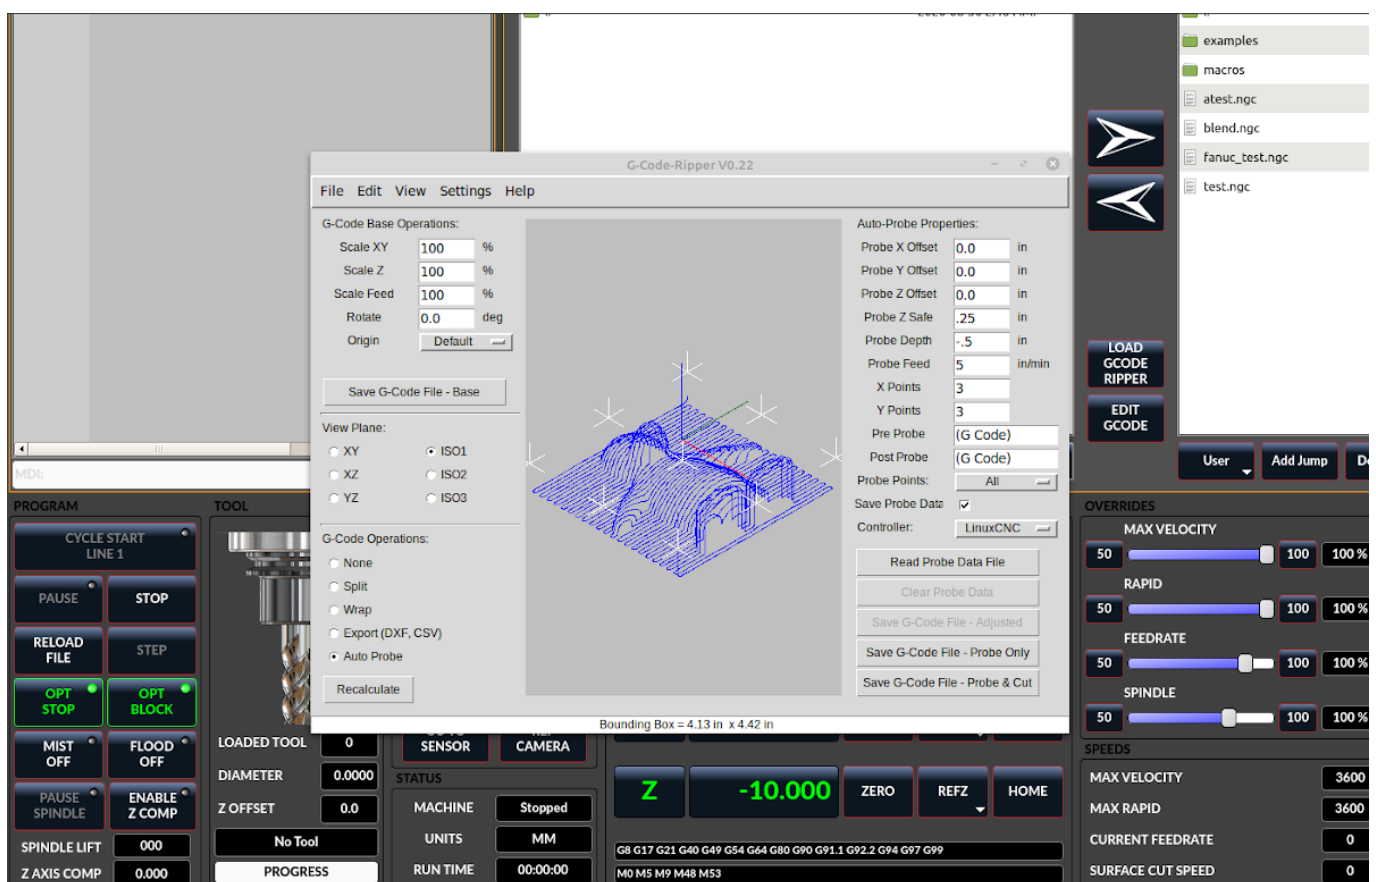 examples
macros
atest.ngc
blend.ngc
fanuc_test.ngc
test.ngc
G-Code-Ripper V0.22
File Edit View Settings Help
G-Code Base Operations:
Scale XY 100 %
Scale Z 100 %
Scale Feed 100 %
Rotate 0.0 deg
Origin Default
Save G-Code File - Base
View Plane:
XY ISO1
XZ ISO2
YZ ISO3
G-Code Operations:
None
Split
Wrap
Export (DXF, CSV)
Auto Probe
Recalculate
Auto-Probe Properties:
Probe X Offset 0.0 in
Probe Y Offset 0.0 in
Probe Z Offset 0.0 in
Probe Z Safe .25 in
Probe Depth -.5 in
Probe Feed 5 in/min
X Points 3
Y Points 3
Pre Probe (G Code)
Post Probe (G Code)
Probe Points: All
Save Probe Data
Controller: LinuxCNC
Read Probe Data File
Clear Probe Data
Save G-Code File - Adjusted
Save G-Code File - Probe Only
Save G-Code File - Probe & Cut
Bounding Box = 4.13 in x 4.42 in
LOAD
GCODE
RIPPER
EDIT
GCODE
User Add Jump
MDI:
PROGRAM
CYCLE START
LINE 1
PAUSE STOP
RELOAD
FILE
STEP
OPT
STOP
OPT
BLOCK
MIST
OFF
FLOOD
OFF
PAUSE
SPINDLE
ENABLE
Z COMP
SPINDLE LIFT 000
Z AXIS COMP 0.000
TOOL
LOADED TOOL 0
DIAMETER 0.0000
Z OFFSET 0.0
No Tool
PROGRESS
SENSOR
CAMERA
STATUS
MACHINE Stopped
UNITS MM
RUN TIME 00:00:00
Z -10.000 ZERO REFZ HOME
G8 G17 G21 G40 G49 G54 G64 G80 G90 G91.1 G92.2 G94 G97 G99
M0 M5 M9 M48 M53
OVERRIDES
MAX VELOCITY
50 100 100 %
RAPID
50 100 100 %
FEEDRATE
50 100 100 %
SPINDLE
50 100 100 %
SPEEDS
MAX VELOCITY 3600
MAX RAPID 3600
CURRENT FEEDRATE 0
SURFACE CUT SPEED 0